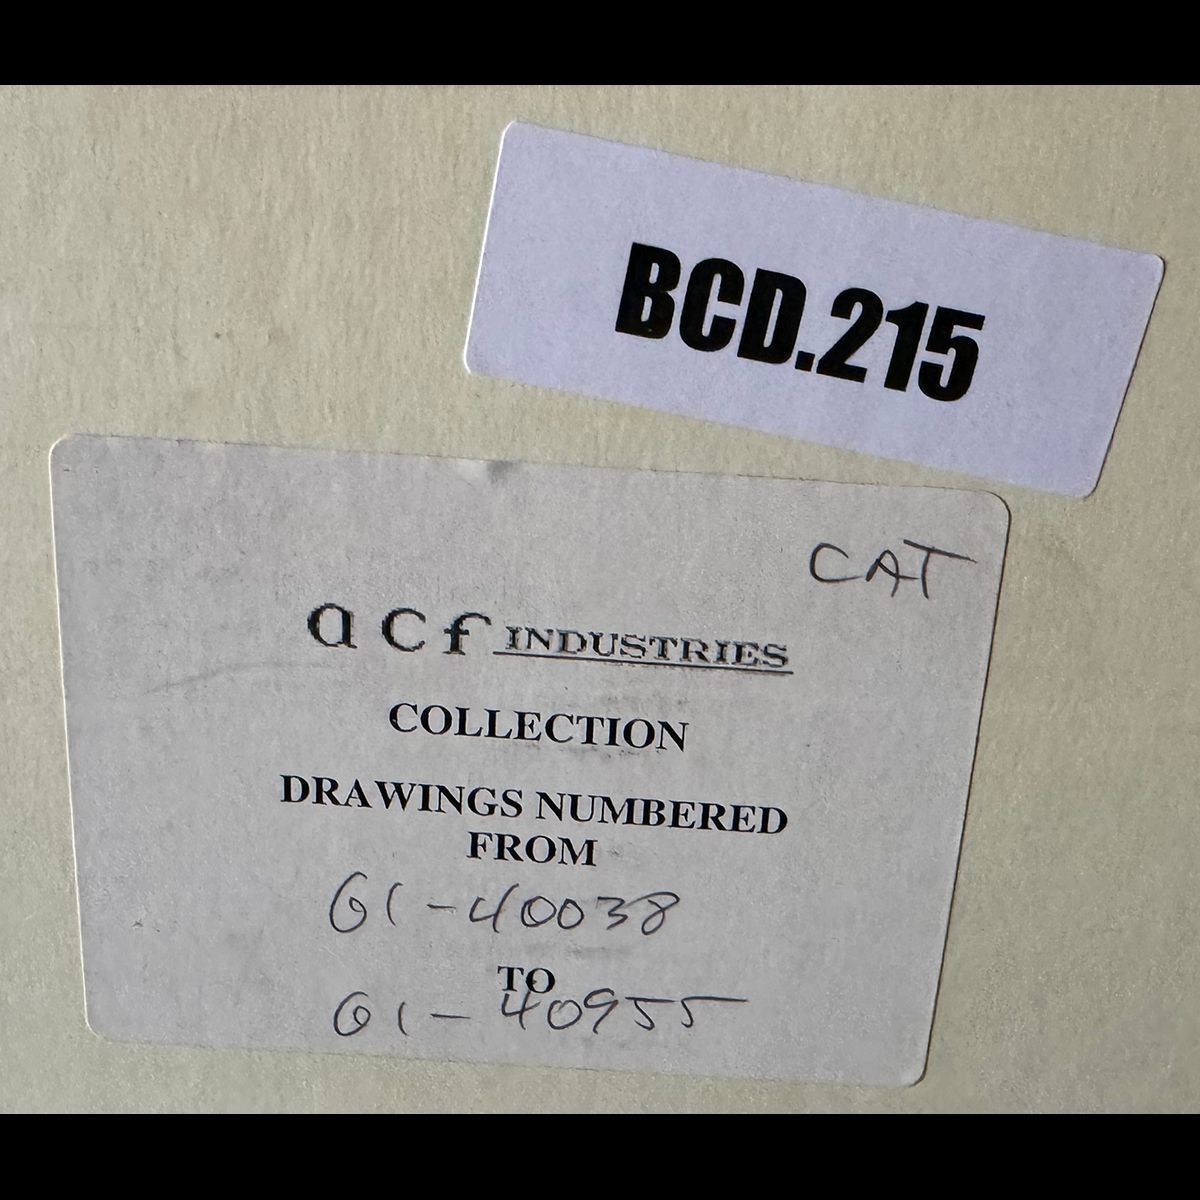 BCD.215
CAT
acf INDUSTRIES
COLLECTION
DRAWINGS NUMBERED
FROM
61-40038
TO
61-40955